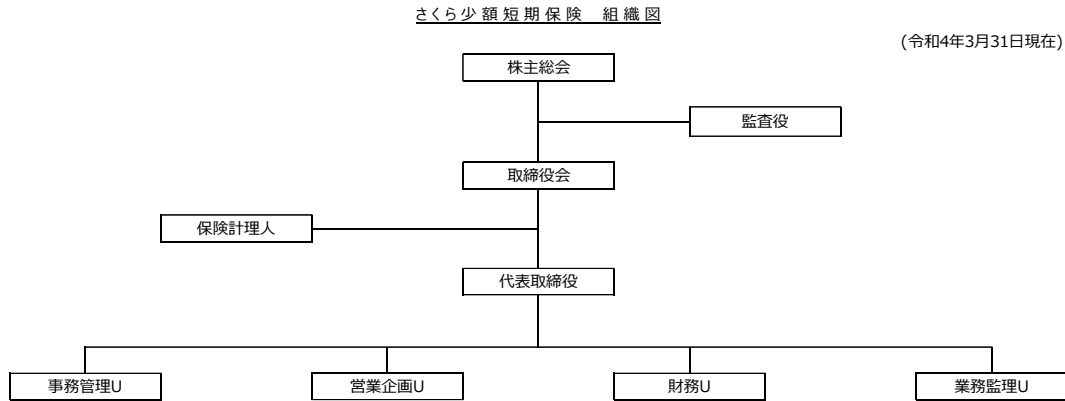 さくら少額短期保険　組織図
(令和4年3月31日現在)
株主総会
監査役
取締役会
保険計理人
代表取締役
事務管理U
営業企画U
財務U
業務監理U